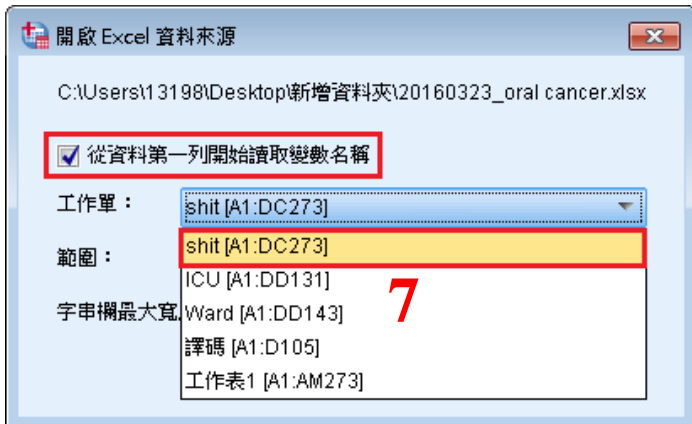 開啟 Excel 資料來源
C:\Users\13198\Desktop\新增資料夾\20160323_oral cancer.xlsx
從資料第一列開始讀取變數名稱
工作單：
shit [A1:DC273]
範圍：
shit [A1:DC273]
ICU [A1:DD131]
字串欄最大寬
Ward [A1:DD143]
7
譯碼 [A1:D105]
工作表1 [A1:AM273]